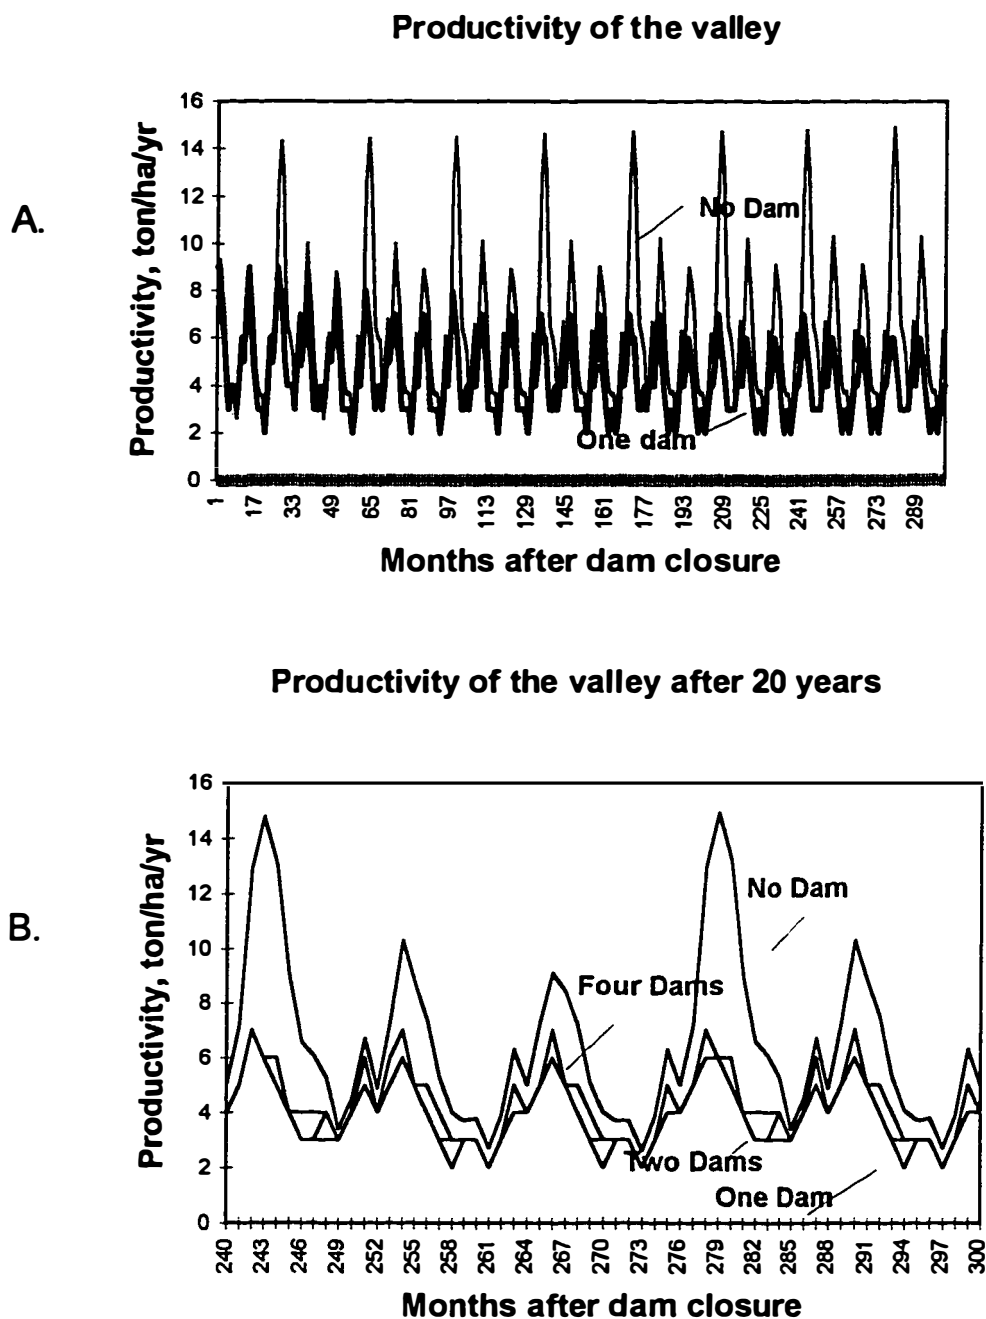 Productivity of the valley
A.
Productivity, ton/ha/yr
16
14
12
10
8
6
4
2
0
No Dam
One dam
1 17 33 49 65 81 97 113 129 145 161 177 193 209 225 241 257 273 289
Months after dam closure
Productivity of the valley after 20 years
B.
Productivity, ton/ha/yr
16
14
12
10
8
6
4
2
0
No Dam
Four Dams
Two Dams
One Dam
240 243 246 249 252 255 258 261 264 267 270 273 276 279 282 285 288 291 294 297 300
Months after dam closure